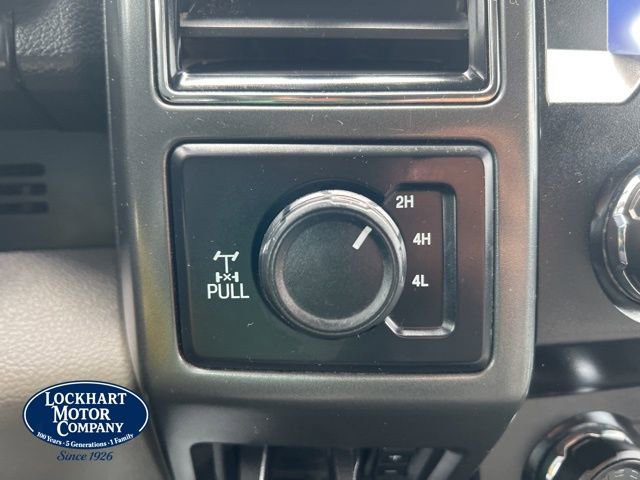 2H
4H
4L
PULL
LOCKHART
MOTOR
COMPANY
100 Years · 5 Generations · 1 Family
Since 1926